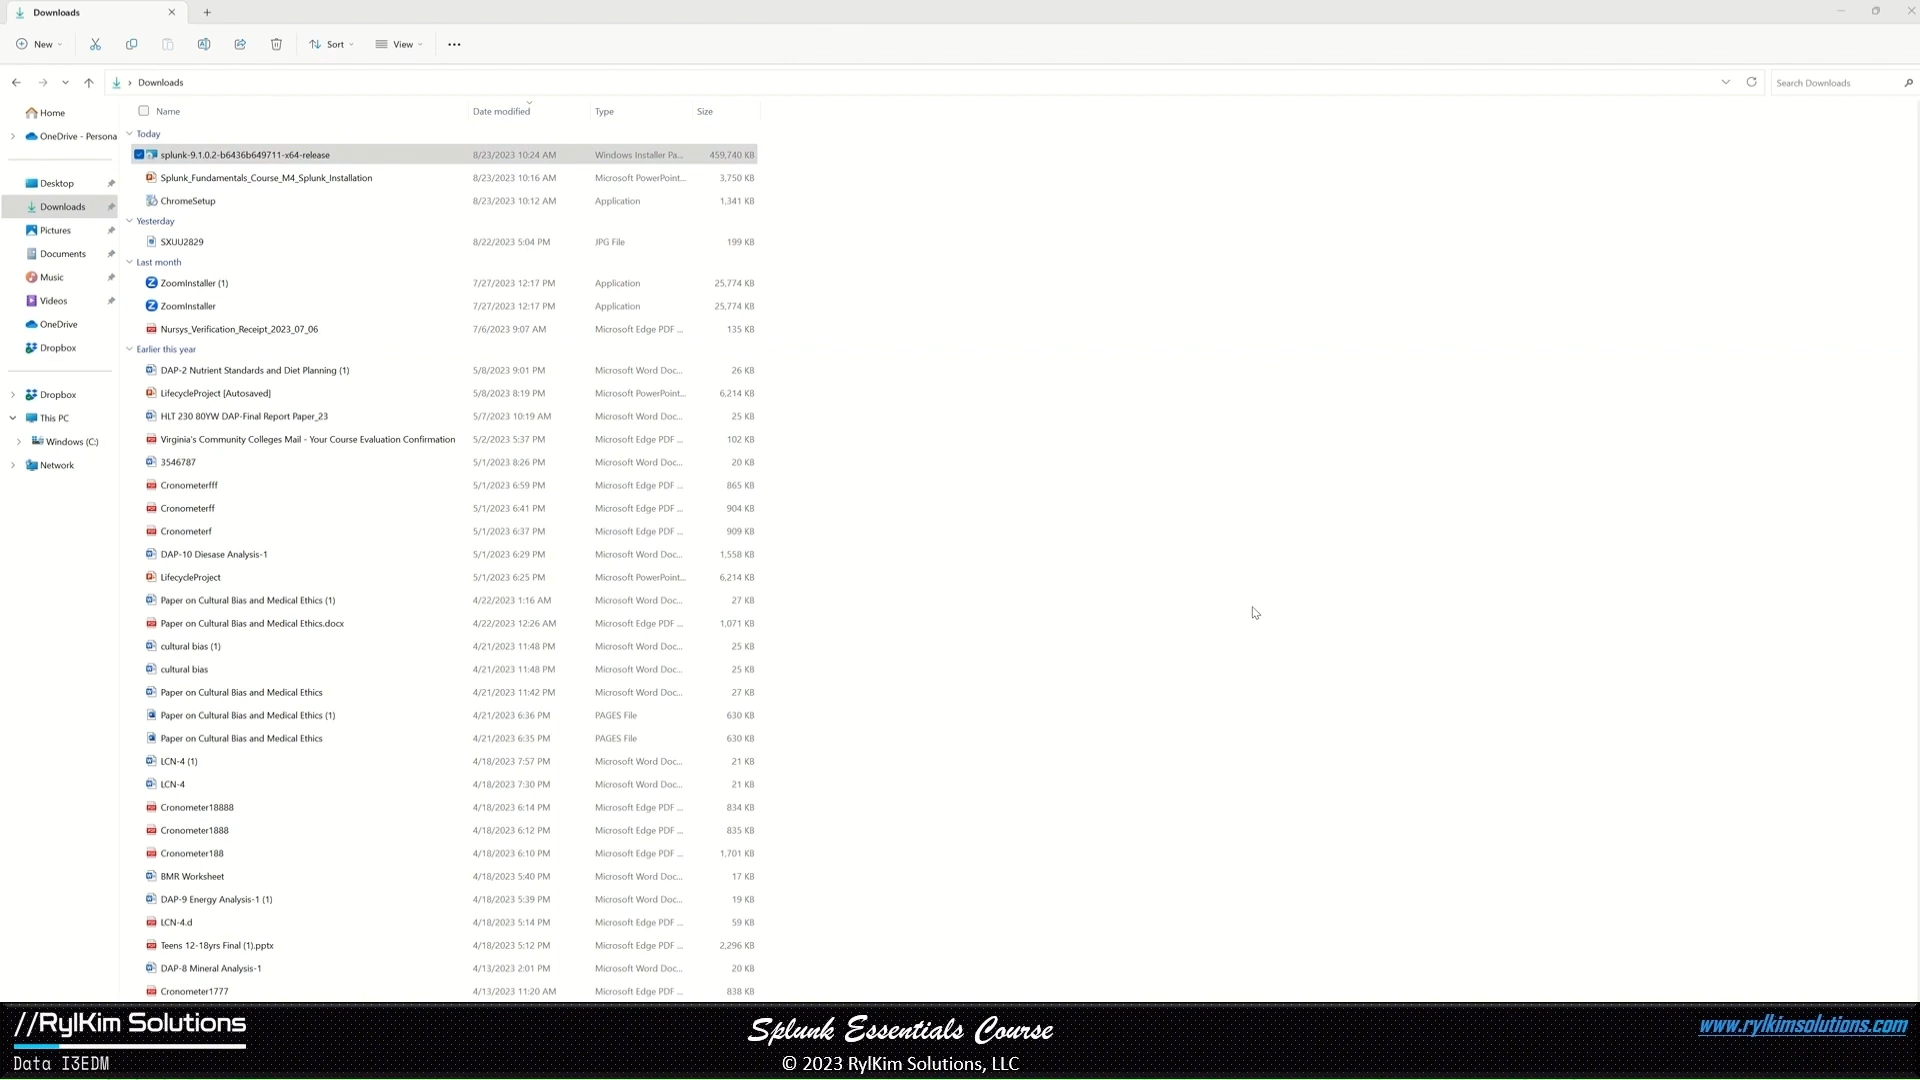 Downloads
New
Sort
View
Downloads
Search Downloads
Name Date modified Type Size
Home
OneDrive - Persona
Desktop
Downloads
Pictures
Documents
Music
Videos
OneDrive
Dropbox
Dropbox
This PC
Windows (C:)
Network
Today
splunk-9.1.0.2-b6436b649711-x64-release 8/23/2023 10:24 AM Windows Installer Pa... 459,740 KB
Splunk_Fundamentals_Course_M4_Splunk_Installation 8/23/2023 10:16 AM Microsoft PowerPoint... 3,750 KB
ChromeSetup 8/23/2023 10:12 AM Application 1,341 KB
Yesterday
SXUU2829 8/22/2023 5:04 PM JPG File 199 KB
Last month
ZoomInstaller (1) 7/27/2023 12:17 PM Application 25,774 KB
ZoomInstaller 7/27/2023 12:17 PM Application 25,774 KB
Nursys_Verification_Receipt_2023_07_06 7/6/2023 9:07 AM Microsoft Edge PDF ... 135 KB
Earlier this year
DAP-2 Nutrient Standards and Diet Planning (1) 5/8/2023 9:01 PM Microsoft Word Doc... 26 KB
LifecycleProject [Autosaved] 5/8/2023 8:19 PM Microsoft PowerPoint... 6,214 KB
HLT 230 80YW DAP-Final Report Paper_23 5/7/2023 10:19 AM Microsoft Word Doc... 25 KB
Virginia's Community Colleges Mail - Your Course Evaluation Confirmation 5/2/2023 5:37 PM Microsoft Edge PDF ... 102 KB
3546787 5/1/2023 8:26 PM Microsoft Word Doc... 20 KB
Cronometerfff 5/1/2023 6:59 PM Microsoft Edge PDF ... 865 KB
Cronometerff 5/1/2023 6:41 PM Microsoft Edge PDF ... 904 KB
Cronometerf 5/1/2023 6:37 PM Microsoft Edge PDF ... 909 KB
DAP-10 Diesase Analysis-1 5/1/2023 6:29 PM Microsoft Word Doc... 1,558 KB
LifecycleProject 5/1/2023 6:25 PM Microsoft PowerPoint... 6,214 KB
Paper on Cultural Bias and Medical Ethics (1) 4/22/2023 1:16 AM Microsoft Word Doc... 27 KB
Paper on Cultural Bias and Medical Ethics.docx 4/22/2023 12:26 AM Microsoft Edge PDF ... 1,071 KB
cultural bias (1) 4/21/2023 11:48 PM Microsoft Word Doc... 25 KB
cultural bias 4/21/2023 11:48 PM Microsoft Word Doc... 25 KB
Paper on Cultural Bias and Medical Ethics 4/21/2023 11:42 PM Microsoft Word Doc... 27 KB
Paper on Cultural Bias and Medical Ethics (1) 4/21/2023 6:36 PM PAGES File 630 KB
Paper on Cultural Bias and Medical Ethics 4/21/2023 6:35 PM PAGES File 630 KB
LCN-4 (1) 4/18/2023 7:57 PM Microsoft Word Doc... 21 KB
LCN-4 4/18/2023 7:30 PM Microsoft Word Doc... 21 KB
Cronometer18888 4/18/2023 6:14 PM Microsoft Edge PDF ... 834 KB
Cronometer1888 4/18/2023 6:12 PM Microsoft Edge PDF ... 835 KB
Cronometer188 4/18/2023 6:10 PM Microsoft Edge PDF ... 1,701 KB
BMR Worksheet 4/18/2023 5:40 PM Microsoft Word Doc... 17 KB
DAP-9 Energy Analysis-1 (1) 4/18/2023 5:39 PM Microsoft Word Doc... 19 KB
LCN-4.d 4/18/2023 5:14 PM Microsoft Edge PDF ... 59 KB
Teens 12-18yrs Final (1).pptx 4/18/2023 5:12 PM Microsoft Edge PDF ... 2,296 KB
DAP-8 Mineral Analysis-1 4/13/2023 2:01 PM Microsoft Word Doc... 20 KB
Cronometer1777 4/13/2023 11:20 AM Microsoft Edge PDF ... 838 KB
//RylKim Solutions
Data I3EDM
Splunk Essentials Course
© 2023 RylKim Solutions, LLC
www.rylkimsolutions.com